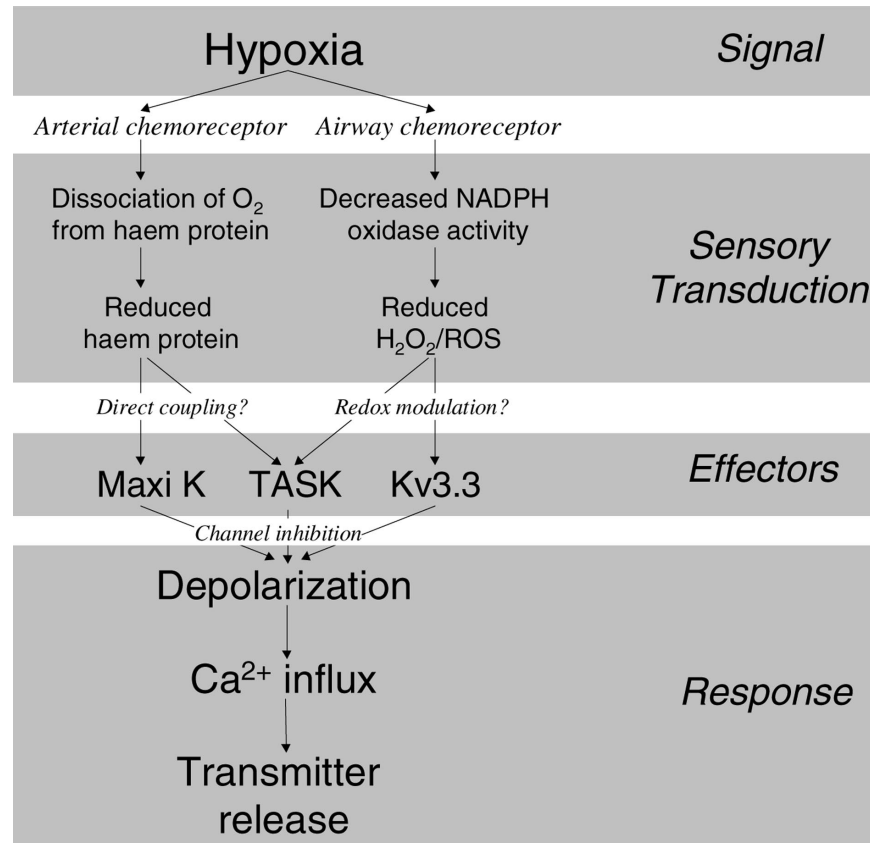 Hypoxia
Signal
Arterial chemoreceptor
Airway chemoreceptor
Dissociation of O₂
from haem protein
Decreased NADPH
oxidase activity
Sensory
Transduction
Reduced
haem protein
Reduced
H₂O₂/ROS
Direct coupling?
Redox modulation?
Maxi K
TASK
Kv3.3
Effectors
Channel inhibition
Depolarization
Ca²⁺ influx
Response
Transmitter
release